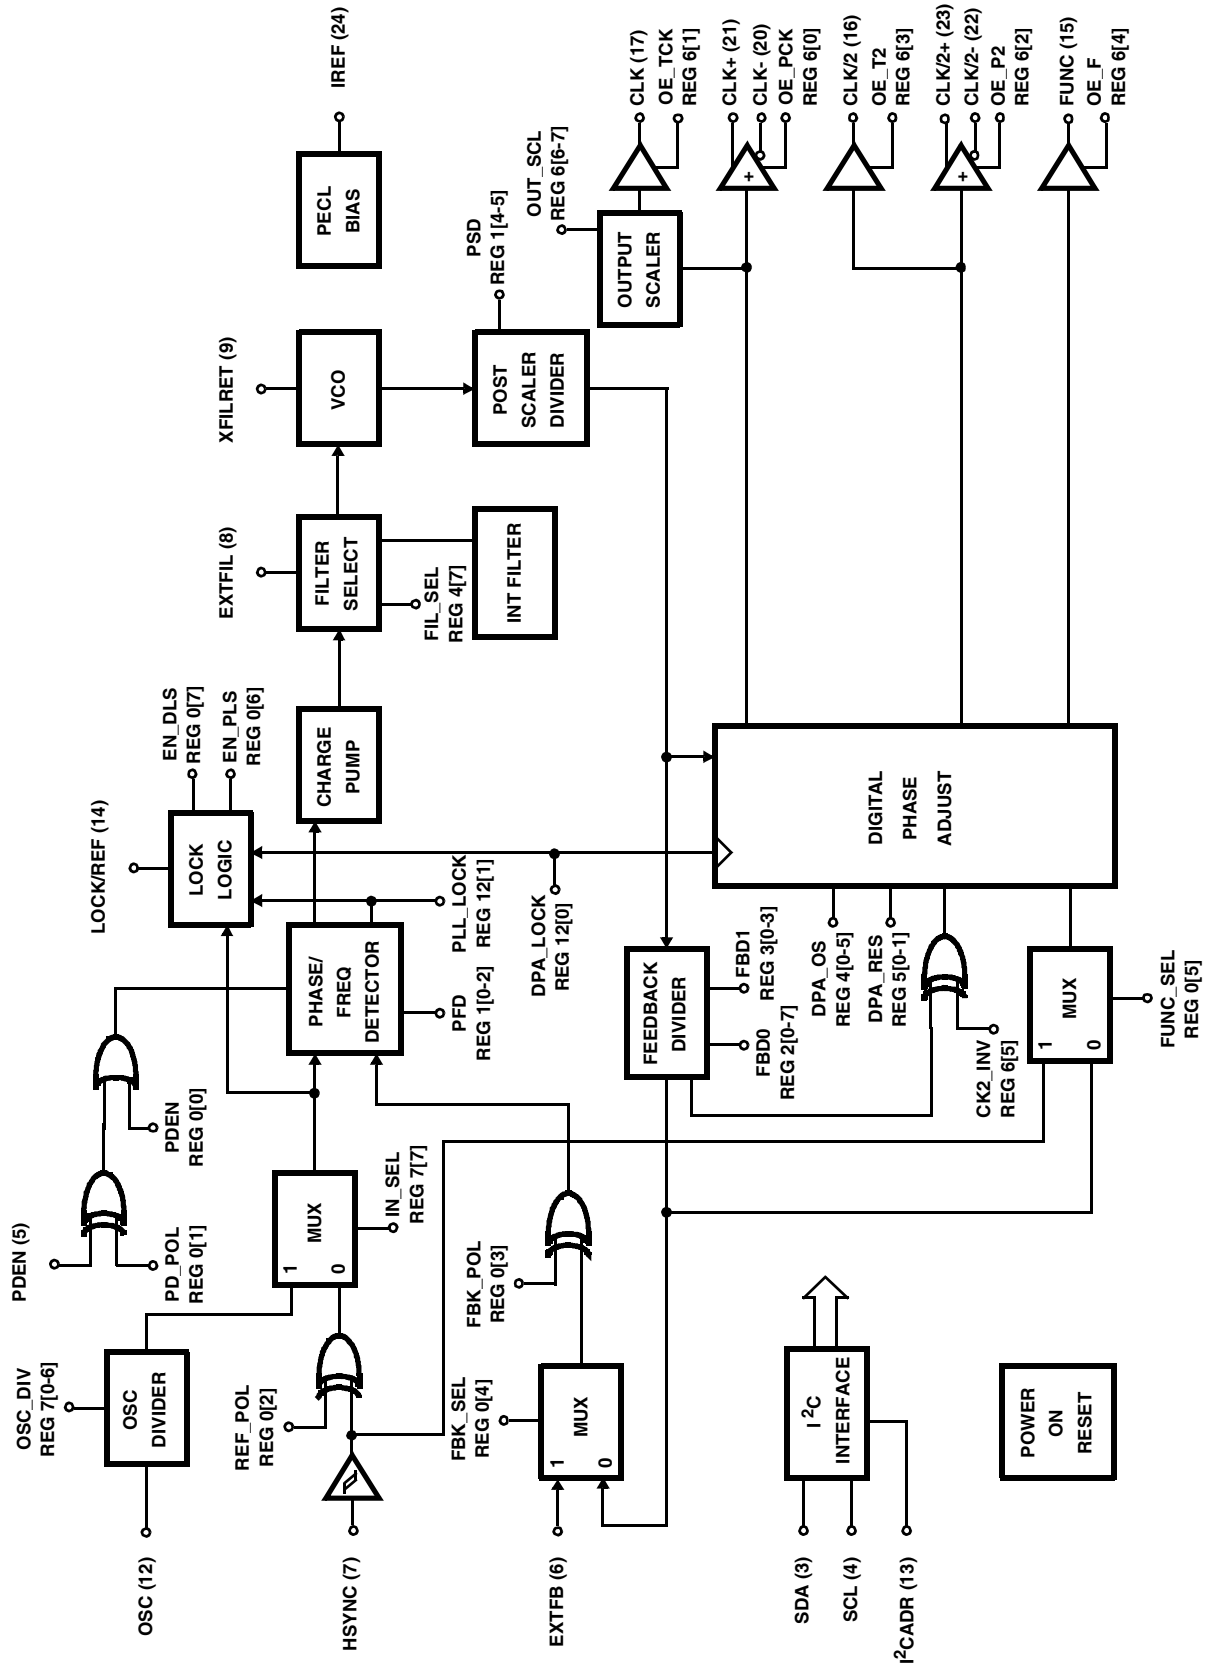 OSC (12)
OSC_DIV
REG 7[0-6]
OSC
DIVIDER
PDEN (5)
PD_POL
REG 0[1]
PDEN
REG 0[0]
LOCK/REF (14)
LOCK
LOGIC
EN_DLS
REG 0[7]
EN_PLS
REG 0[6]
HSYNC (7)
REF_POL
REG 0[2]
1
0
MUX
IN_SEL
REG 7[7]
PHASE/
FREQ
DETECTOR
PFD
REG 1[0-2]
PLL_LOCK
REG 12[1]
CHARGE
PUMP
EXTFIL (8)
FILTER
SELECT
FIL_SEL
REG 4[7]
INT FILTER
XFILRET (9)
VCO
PECL
BIAS
IREF (24)
POST
SCALER
DIVIDER
PSD
REG 1[4-5]
EXTFB (6)
FBK_SEL
REG 0[4]
1
0
MUX
FBK_POL
REG 0[3]
DPA_LOCK
REG 12[0]
FEEDBACK
DIVIDER
FBD0
REG 2[0-7]
FBD1
REG 3[0-3]
OUT_SCL
REG 6[6-7]
OUTPUT
SCALER
CLK (17)
OE_TCK
REG 6[1]
CLK+ (21)
CLK- (20)
OE_PCK
REG 6[0]
+
CLK/2 (16)
OE_T2
REG 6[3]
CLK/2+ (23)
CLK/2- (22)
OE_P2
REG 6[2]
+
FUNC (15)
OE_F
REG 6[4]
DIGITAL
PHASE
ADJUST
DPA_OS
REG 4[0-5]
DPA_RES
REG 5[0-1]
CK2_INV
REG 6[5]
1
0
MUX
FUNC_SEL
REG 0[5]
SDA (3)
SCL (4)
I²CADR (13)
I²C
INTERFACE
POWER
ON
RESET